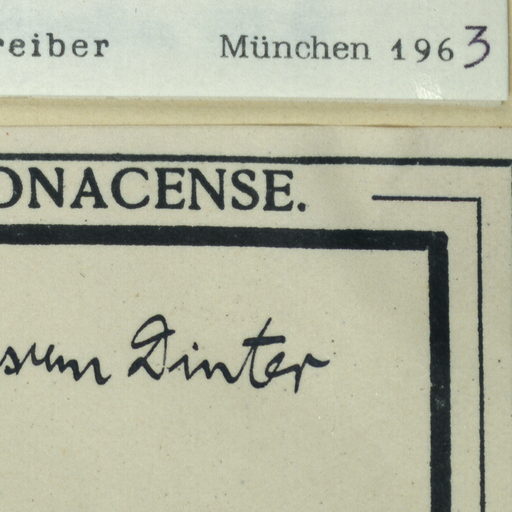 reiber München 1963
ONACENSE.
sum Dinter